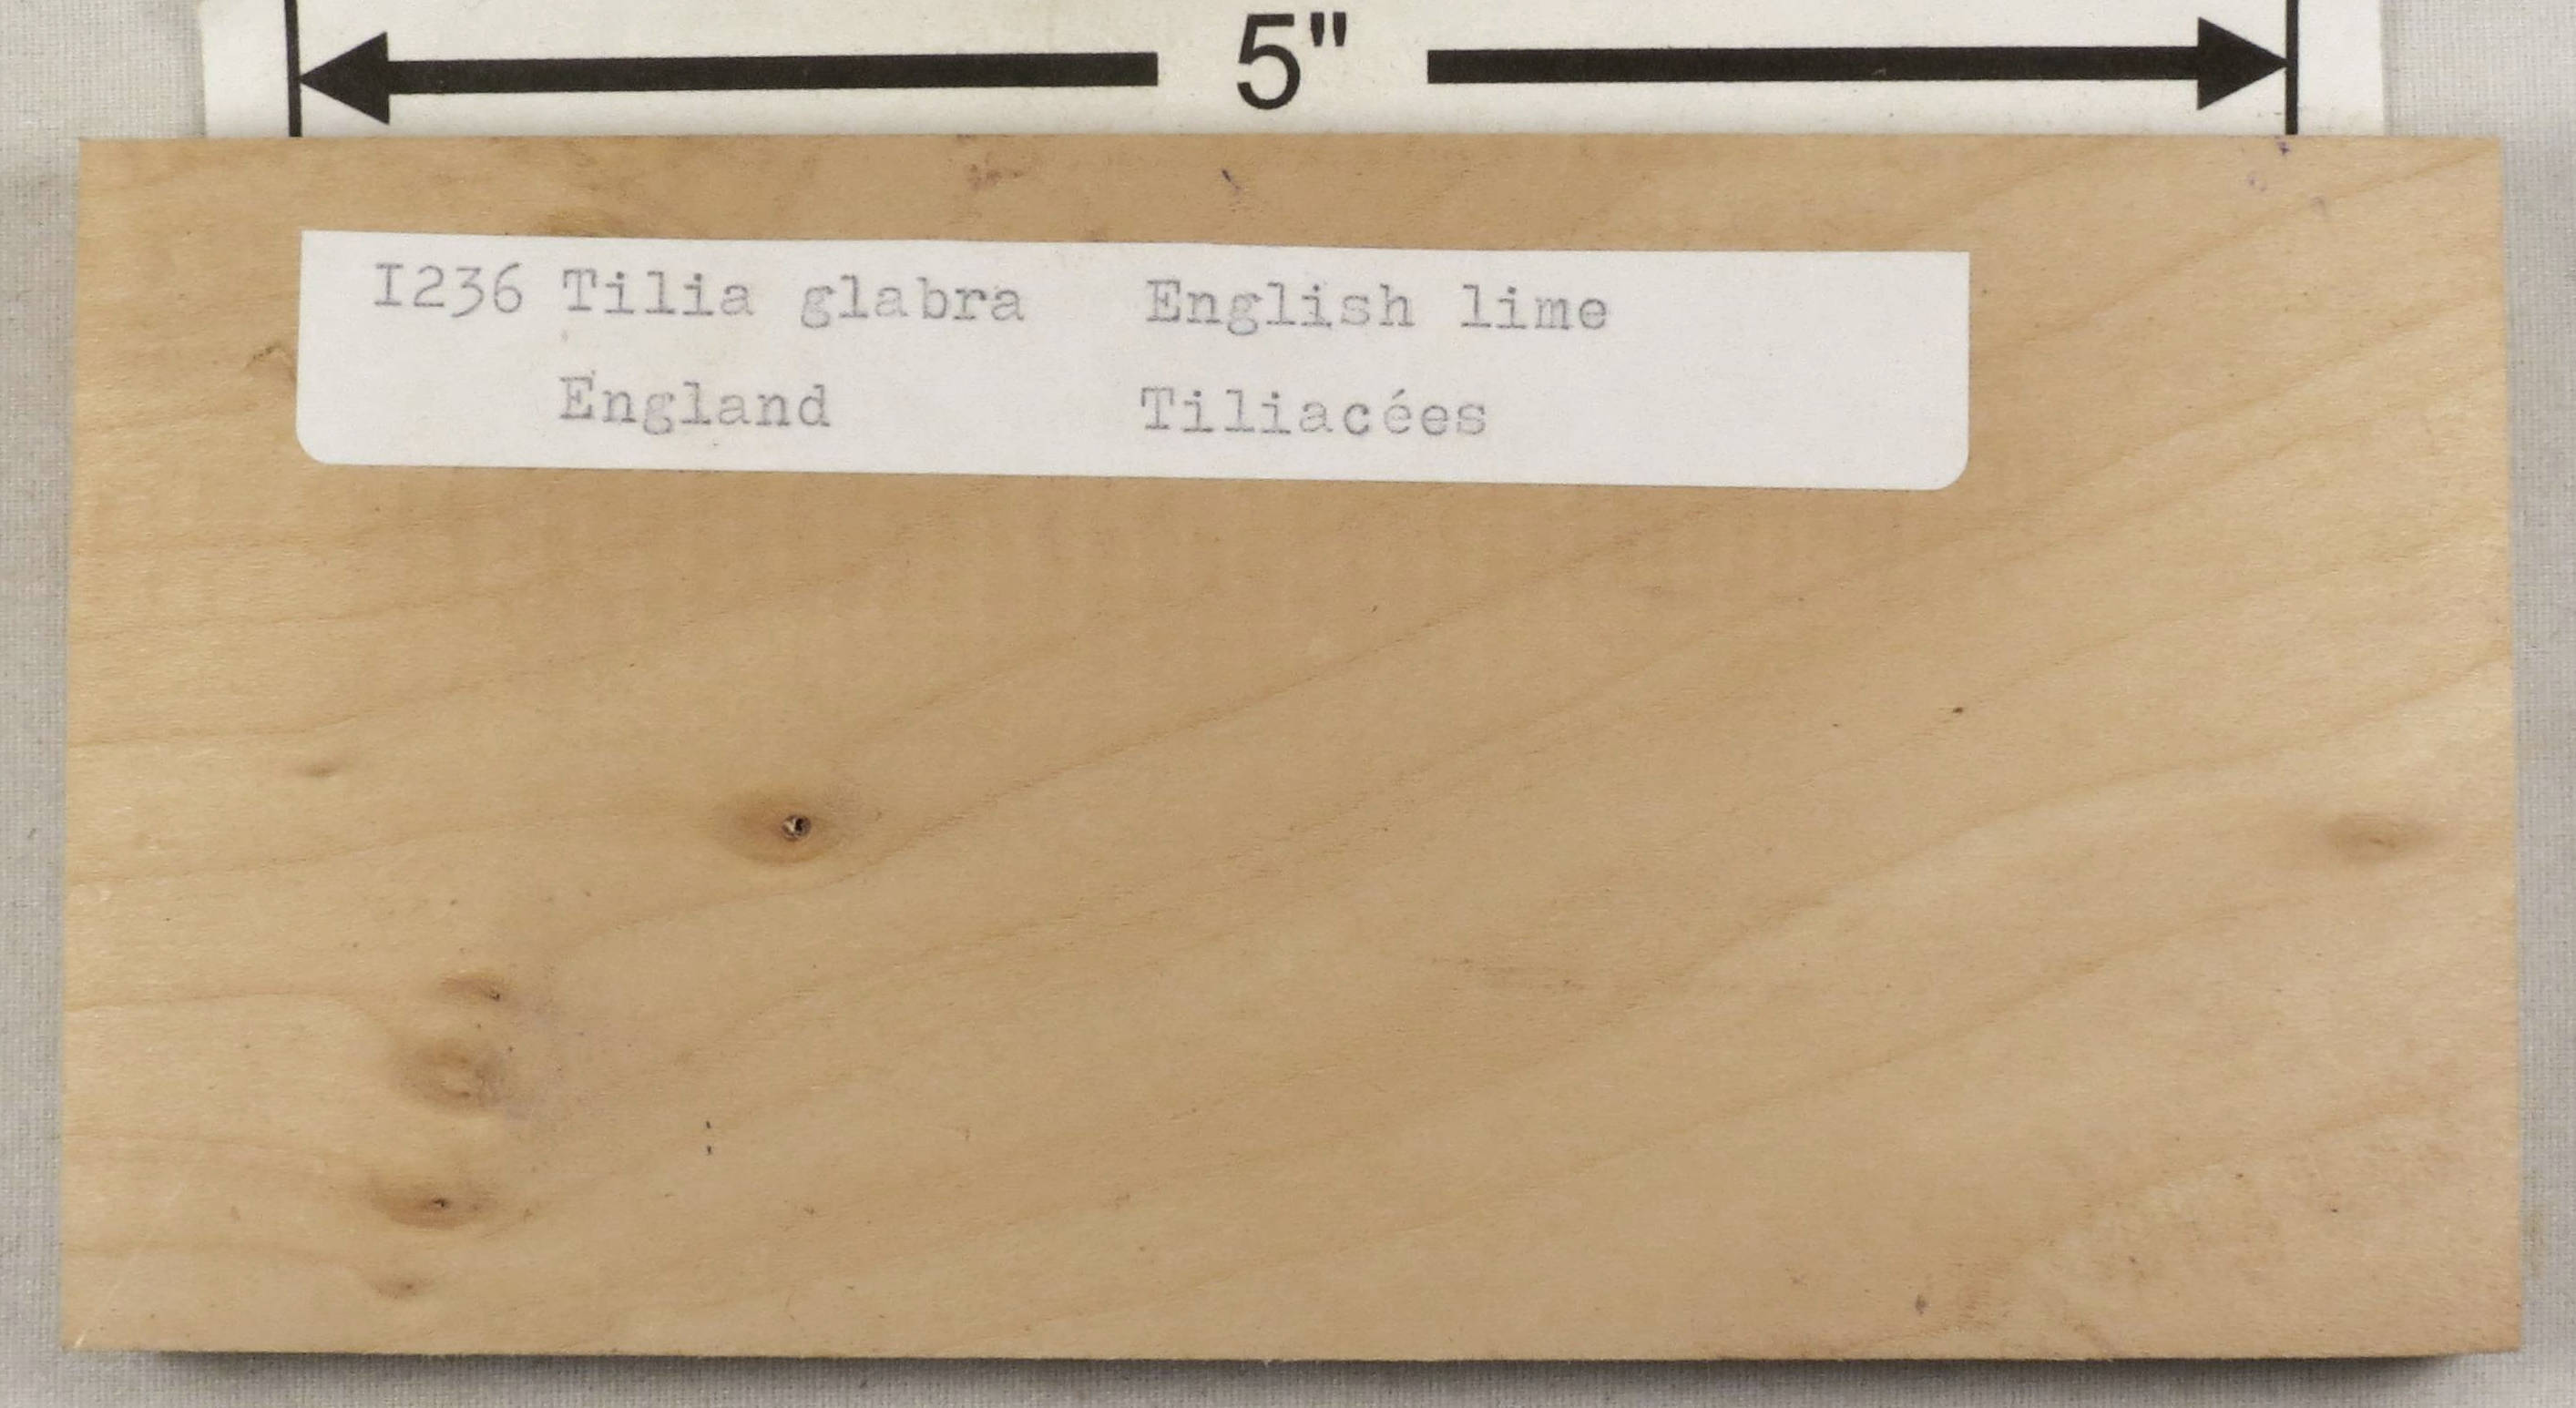 5"
I236 Tilia glabra English lime
England Tiliacées